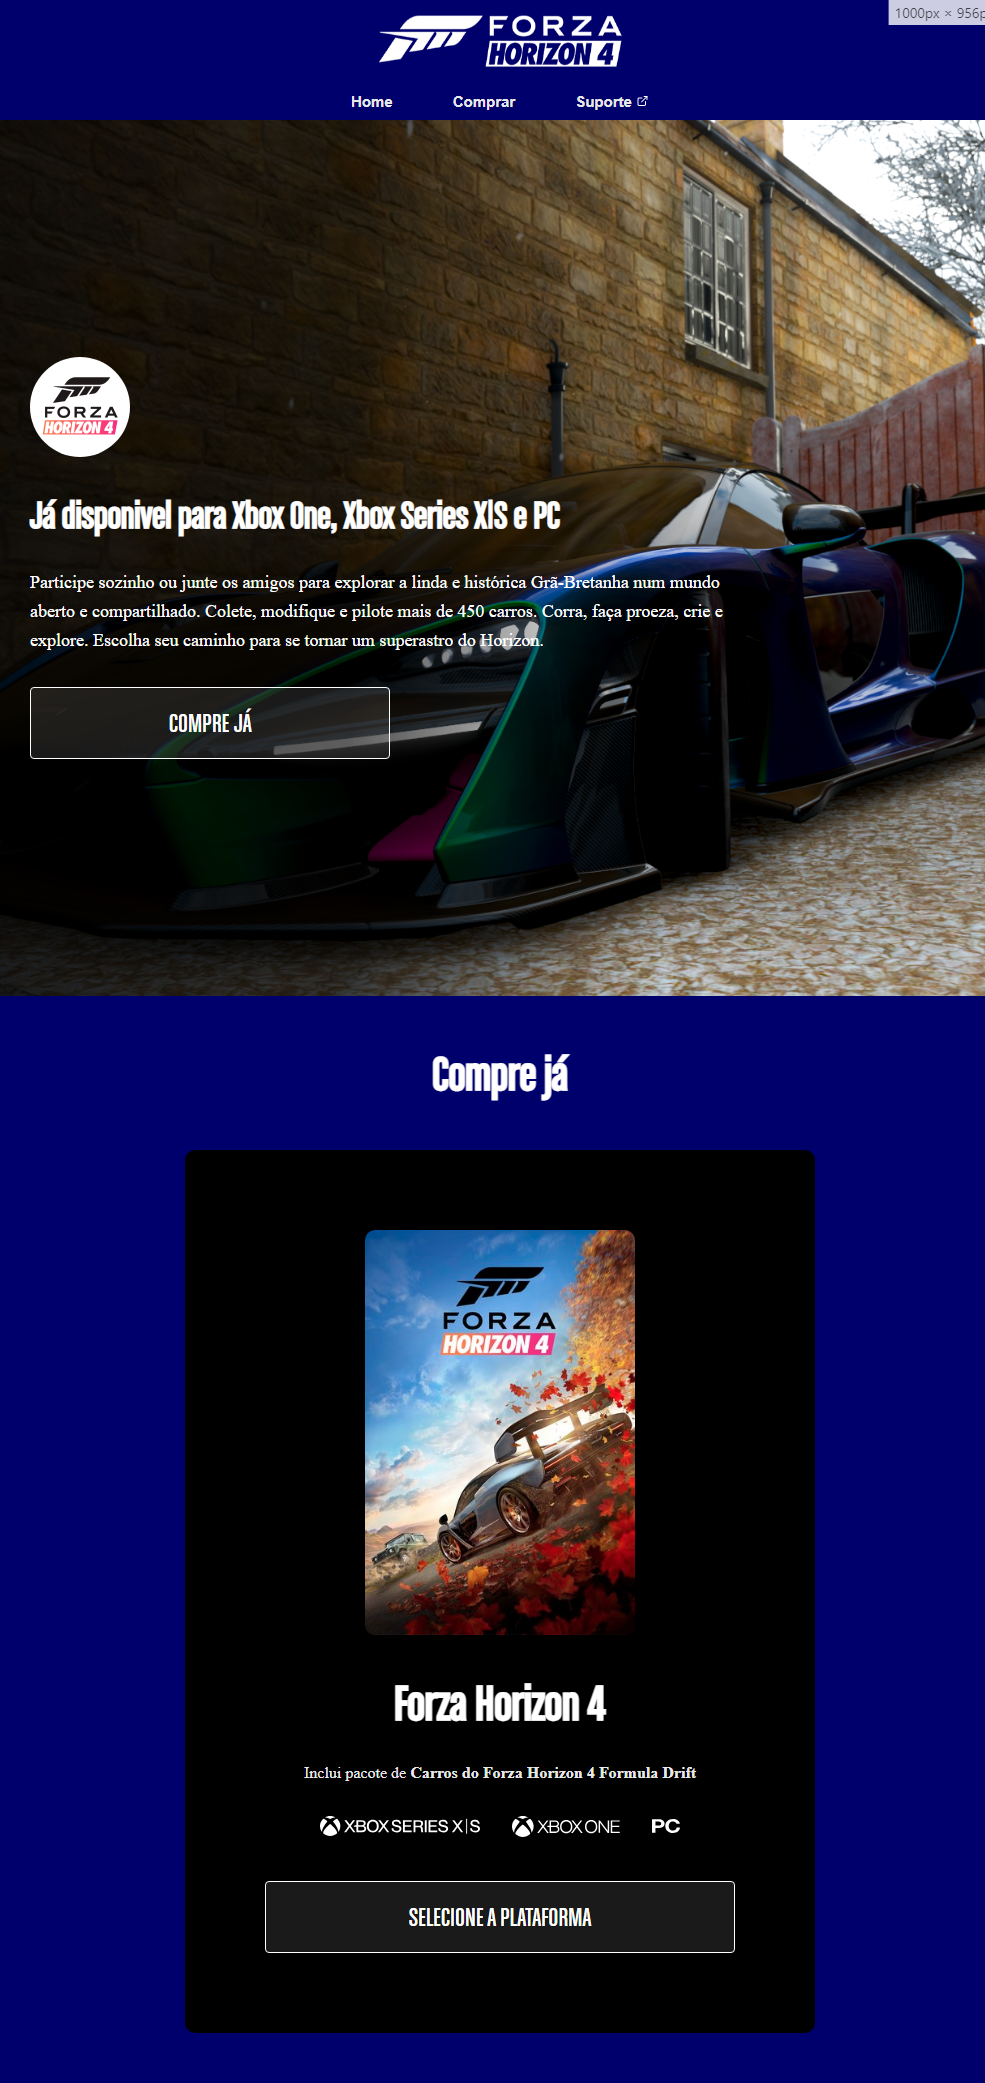 1000px × 956p
FORZA
HORIZON 4
Home Comprar Suporte
FORZA
HORIZON 4
Já disponivel para Xbox One, Xbox Series X|S e PC
Participe sozinho ou junte os amigos para explorar a linda e histórica Grã-Bretanha num mundo
aberto e compartilhado. Colete, modifique e pilote mais de 450 carros. Corra, faça proeza, crie e
explore. Escolha seu caminho para se tornar um superastro do Horizon.
COMPRE JÁ
Compre já
FORZA
HORIZON 4
Forza Horizon 4
Inclui pacote de Carros do Forza Horizon 4 Formula Drift
XBOX SERIES X|S XBOX ONE PC
SELECIONE A PLATAFORMA